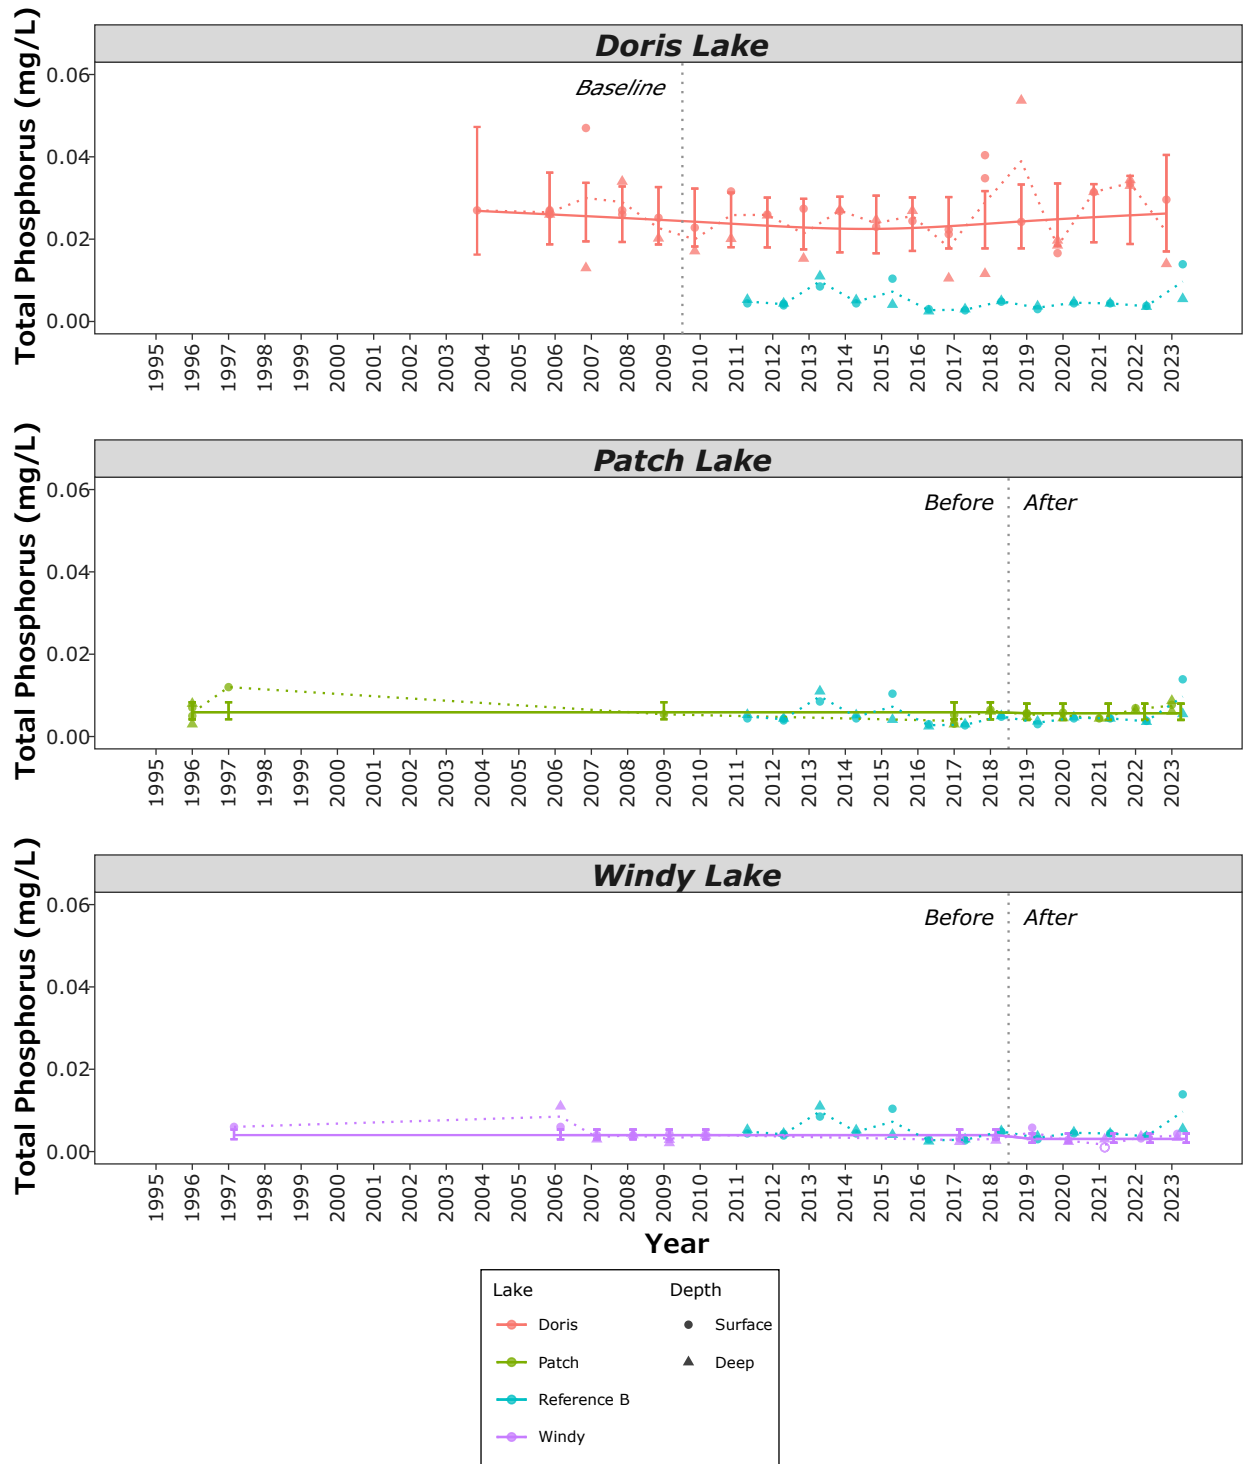 Doris Lake
Total Phosphorus (mg/L)
0.06
0.04
0.02
0.00
Baseline
1995 1996 1997 1998 1999 2000 2001 2002 2003 2004 2005 2006 2007 2008 2009 2010 2011 2012 2013 2014 2015 2016 2017 2018 2019 2020 2021 2022 2023
Patch Lake
Total Phosphorus (mg/L)
0.06
0.04
0.02
0.00
Before After
1995 1996 1997 1998 1999 2000 2001 2002 2003 2004 2005 2006 2007 2008 2009 2010 2011 2012 2013 2014 2015 2016 2017 2018 2019 2020 2021 2022 2023
Windy Lake
Total Phosphorus (mg/L)
0.06
0.04
0.02
0.00
Before After
1995 1996 1997 1998 1999 2000 2001 2002 2003 2004 2005 2006 2007 2008 2009 2010 2011 2012 2013 2014 2015 2016 2017 2018 2019 2020 2021 2022 2023
Year
Lake
Doris
Patch
Reference B
Windy
Depth
Surface
Deep